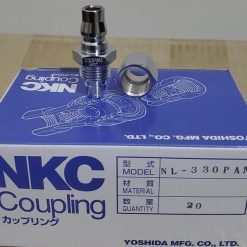 NKC
Coupling
YOSHIDA MFG. CO., LTD.
NKC
Coupling
カップリング
型式
MODEL NL-330PAN
材質
MATERIAL
数量
QUANTITY 20
YOSHIDA MFG. CO., LTD